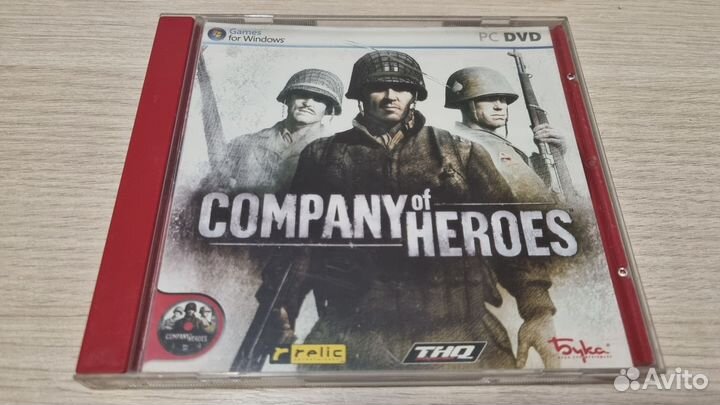 Games
for Windows
PC DVD
COMPANY of HEROES
COMPANY HEROES
relic
THQ
Бука
Avito